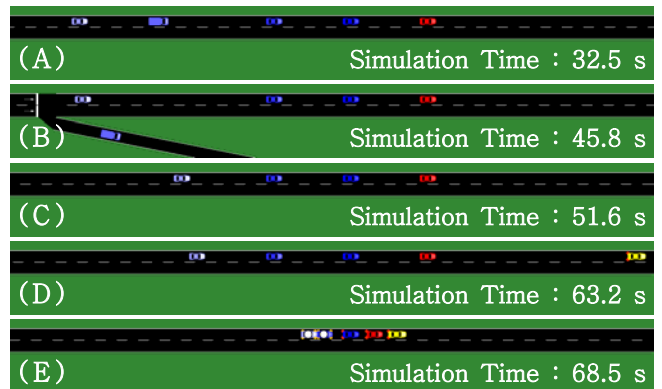 (A) Simulation Time : 32.5 s
(B) Simulation Time : 45.8 s
(C) Simulation Time : 51.6 s
(D) Simulation Time : 63.2 s
(E) Simulation Time : 68.5 s